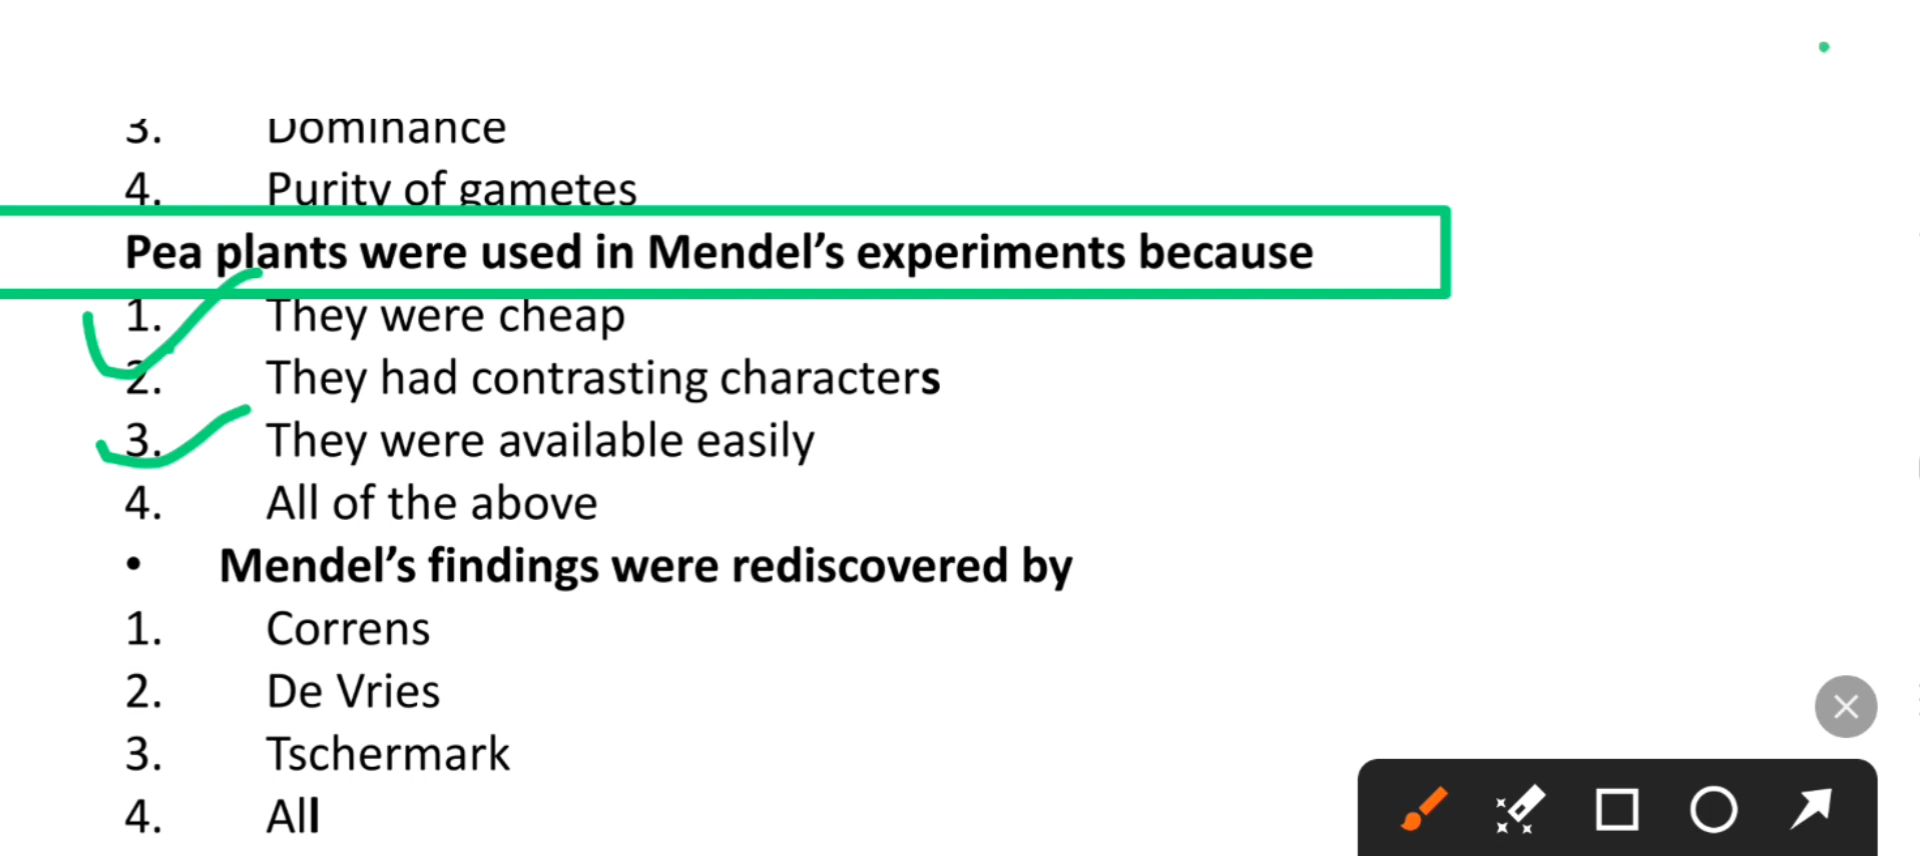 3. Dominance
4. Purity of gametes
Pea plants were used in Mendel’s experiments because
1. They were cheap
2. They had contrasting characters
3. They were available easily
4. All of the above
• Mendel’s findings were rediscovered by
1. Correns
2. De Vries
3. Tschermark
4. All